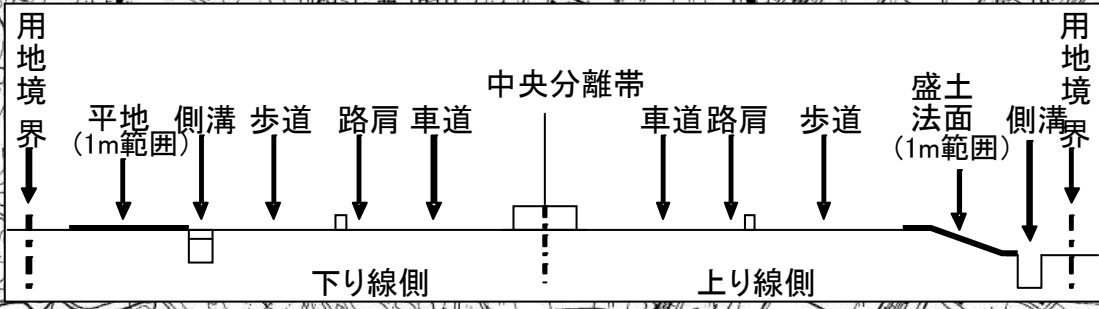 用地境界
平地
(1m範囲)
側溝
歩道
路肩
車道
中央分離帯
車道
路肩
歩道
盛土
法面
(1m範囲)
側溝
用地境界
下り線側
上り線側